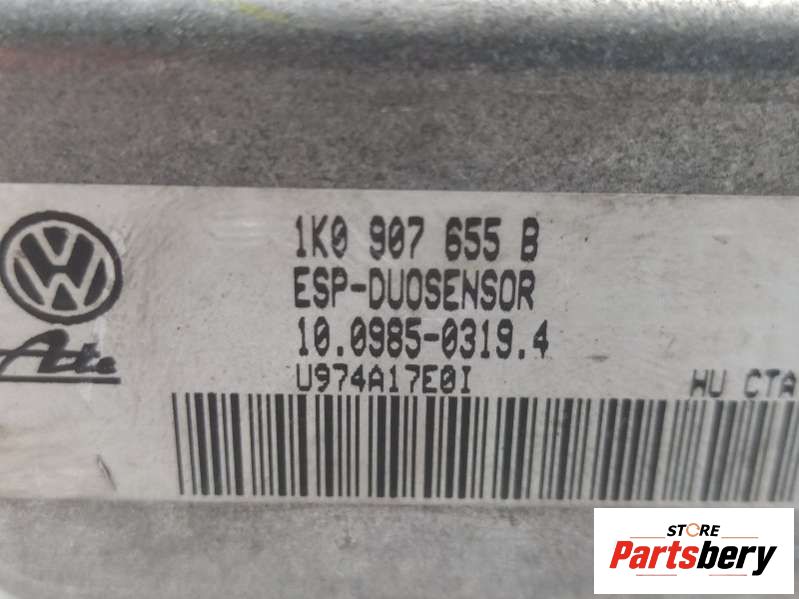 1K0 907 655 B
ESP-DUOSENSOR
Ate
10.0985-0319.4
U974A17E0I HU CTA
STORE
Partsbery